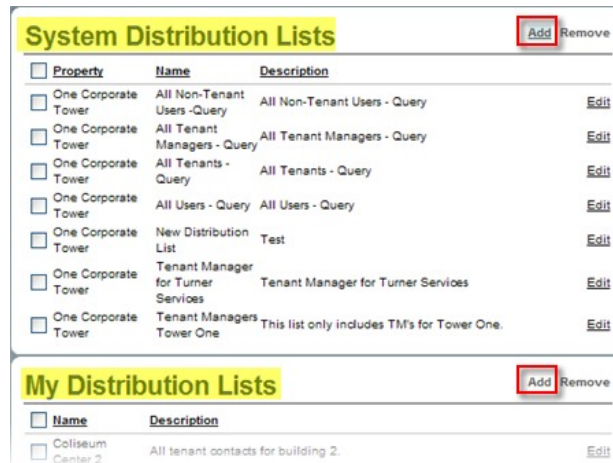 System Distribution Lists
Add Remove
Property Name Description
One Corporate Tower All Non-Tenant Users -Query All Non-Tenant Users - Query Edit
One Corporate Tower All Tenant Managers - Query All Tenant Managers - Query Edit
One Corporate Tower All Tenants - Query All Tenants - Query Edit
One Corporate Tower All Users - Query All Users - Query Edit
One Corporate Tower New Distribution List Test Edit
One Corporate Tower Tenant Manager for Turner Services Tenant Manager for Turner Services Edit
One Corporate Tower Tenant Managers Tower One This list only includes TM's for Tower One. Edit
My Distribution Lists
Add Remove
Name Description
Coliseum Center 2 All tenant contacts for building 2. Edit